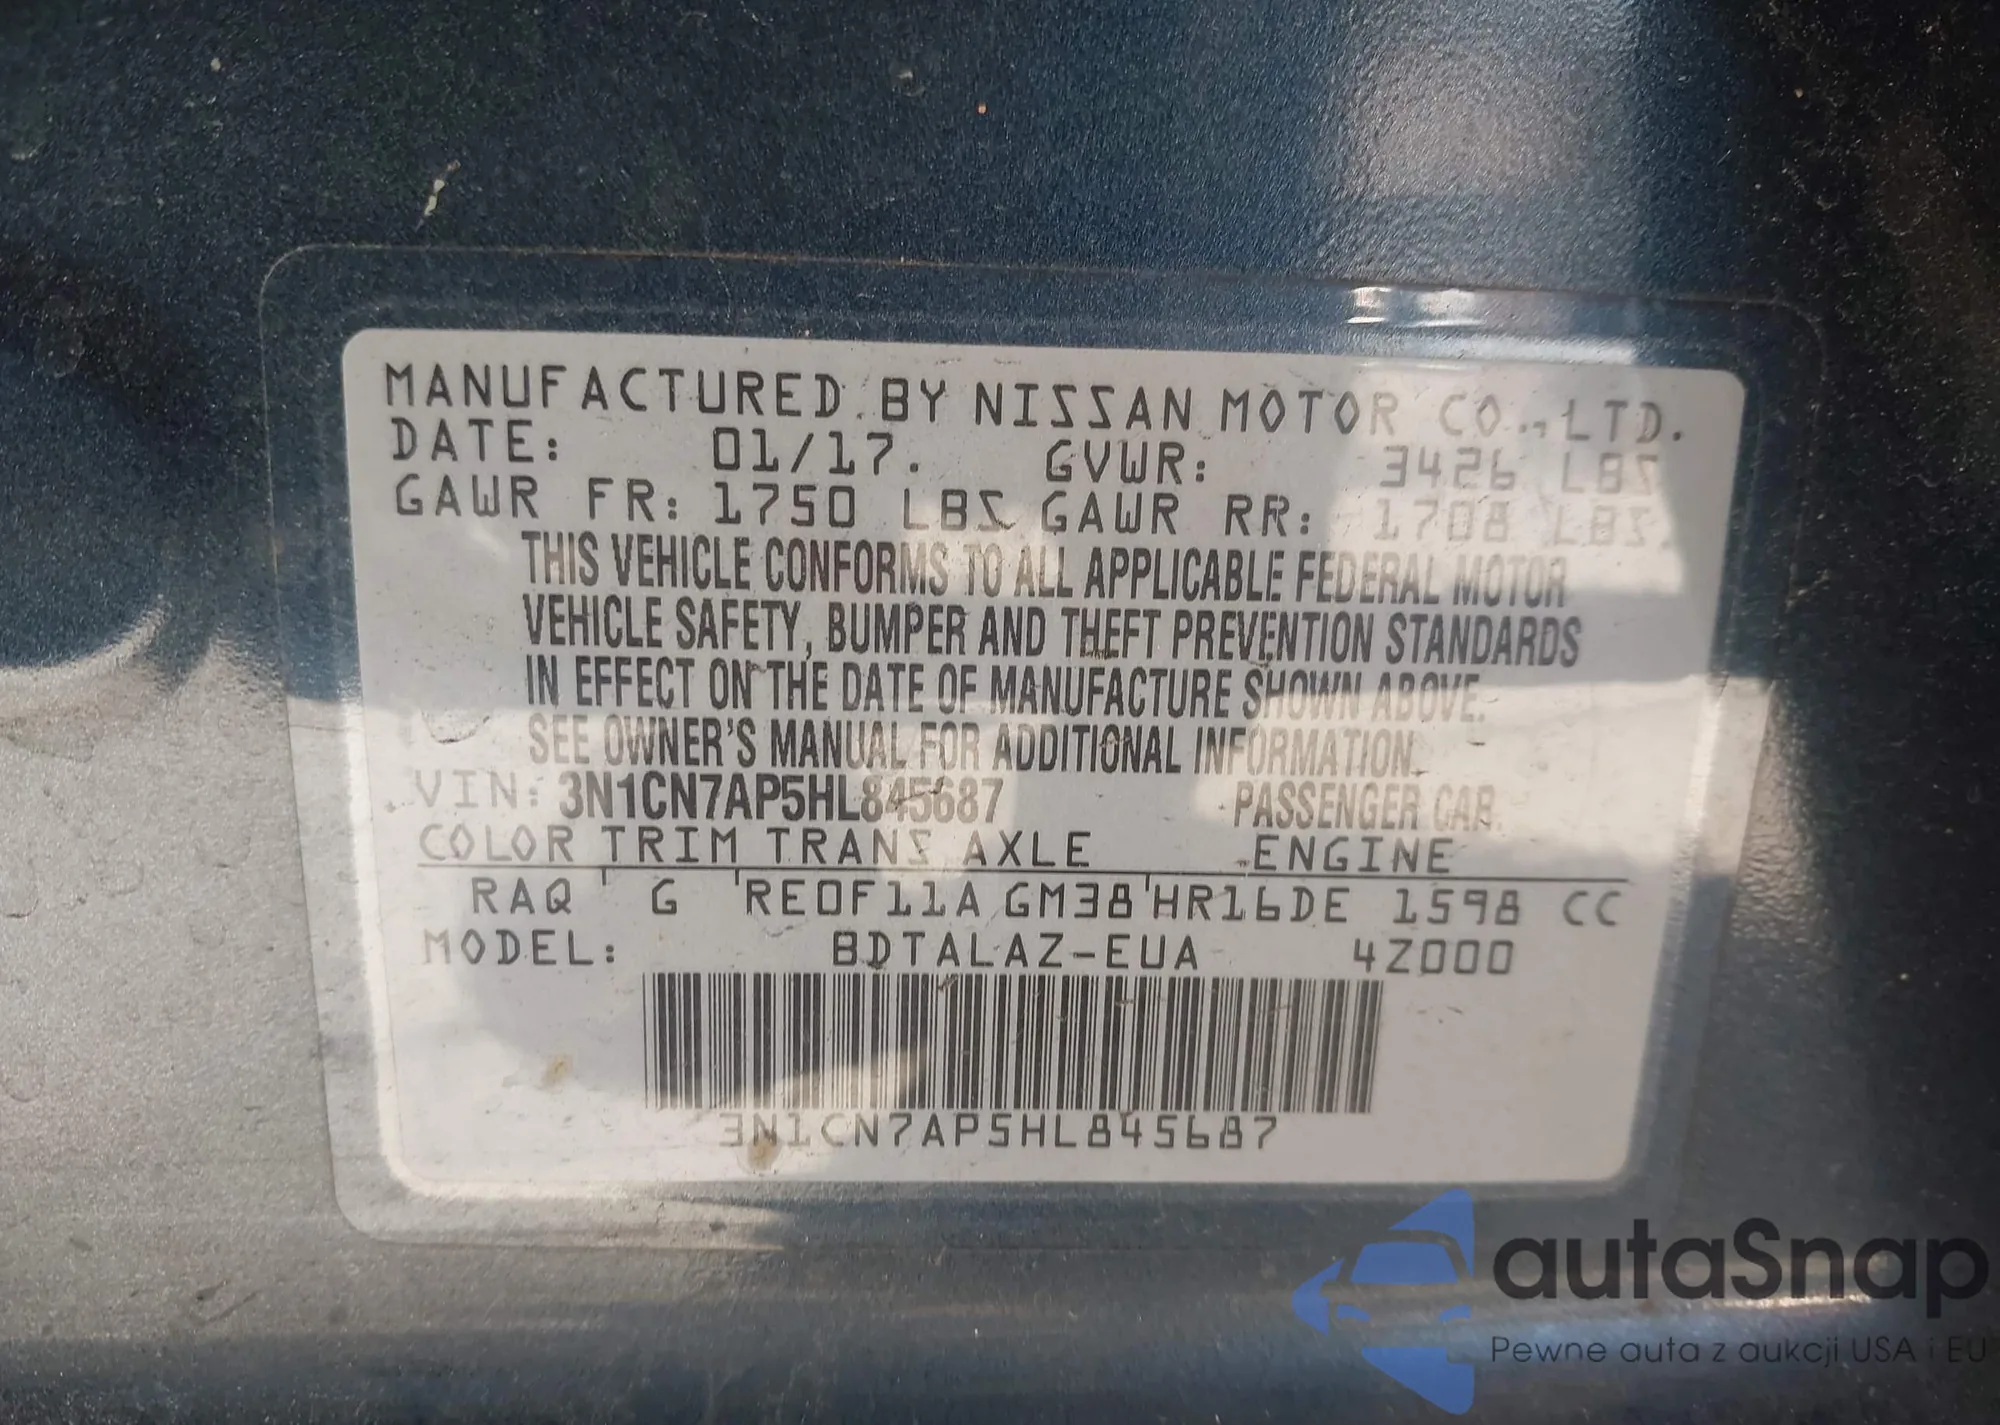 MANUFACTURED BY NISSAN MOTOR CO., LTD.
DATE: 01/17. GVWR: 3426 LBS
GAWR FR: 1750 LBS GAWR RR: 1708 LBS.
THIS VEHICLE CONFORMS TO ALL APPLICABLE FEDERAL MOTOR
VEHICLE SAFETY, BUMPER AND THEFT PREVENTION STANDARDS
IN EFFECT ON THE DATE OF MANUFACTURE SHOWN ABOVE.
SEE OWNER'S MANUAL FOR ADDITIONAL INFORMATION.
VIN: 3N1CN7AP5HL845687 PASSENGER CAR
COLOR TRIM TRANS AXLE ENGINE
RAQ G RE0F11A GM38 HR16DE 1598 CC
MODEL: BDTALAZ-EUA 4Z000
3N1CN7AP5HL845687
autaSnap
Pewne auta z aukcji USA i EU